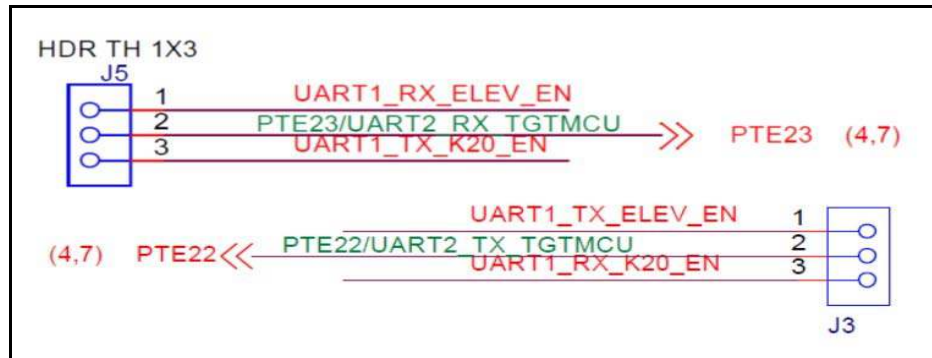 HDR TH 1X3
J5
1 UART1_RX_ELEV_EN
2 PTE23/UART2_RX_TGTMCU PTE23 (4,7)
3 UART1_TX_K20_EN
UART1_TX_ELEV_EN 1
(4,7) PTE22 PTE22/UART2_TX_TGTMCU 2
UART1_RX_K20_EN 3
J3